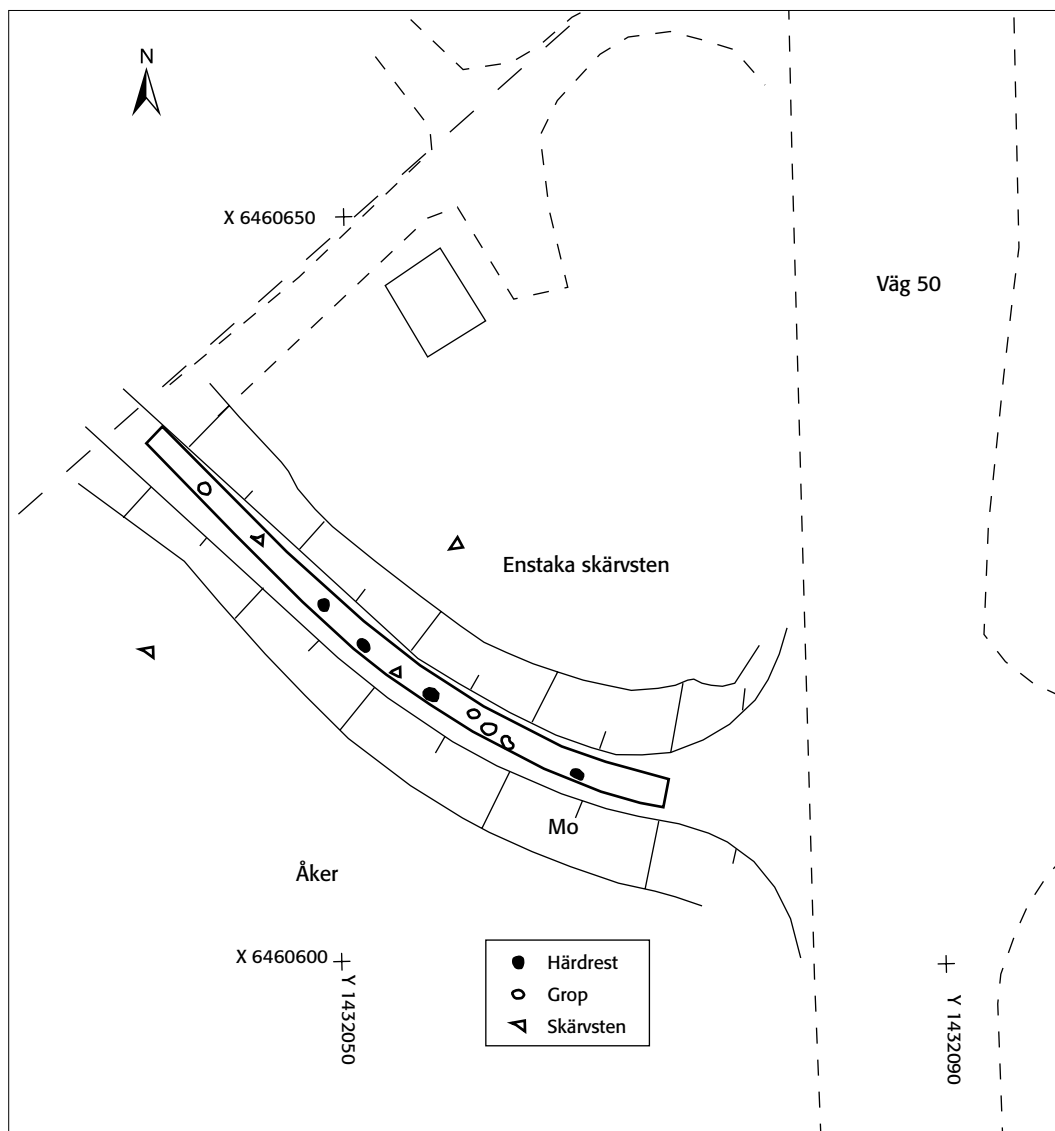 N
X 6460650
Väg 50
Enstaka skärvsten
Mo
Åker
X 6460600
Y 1432050
Y 1432090
Härdrest
Grop
Skärvsten